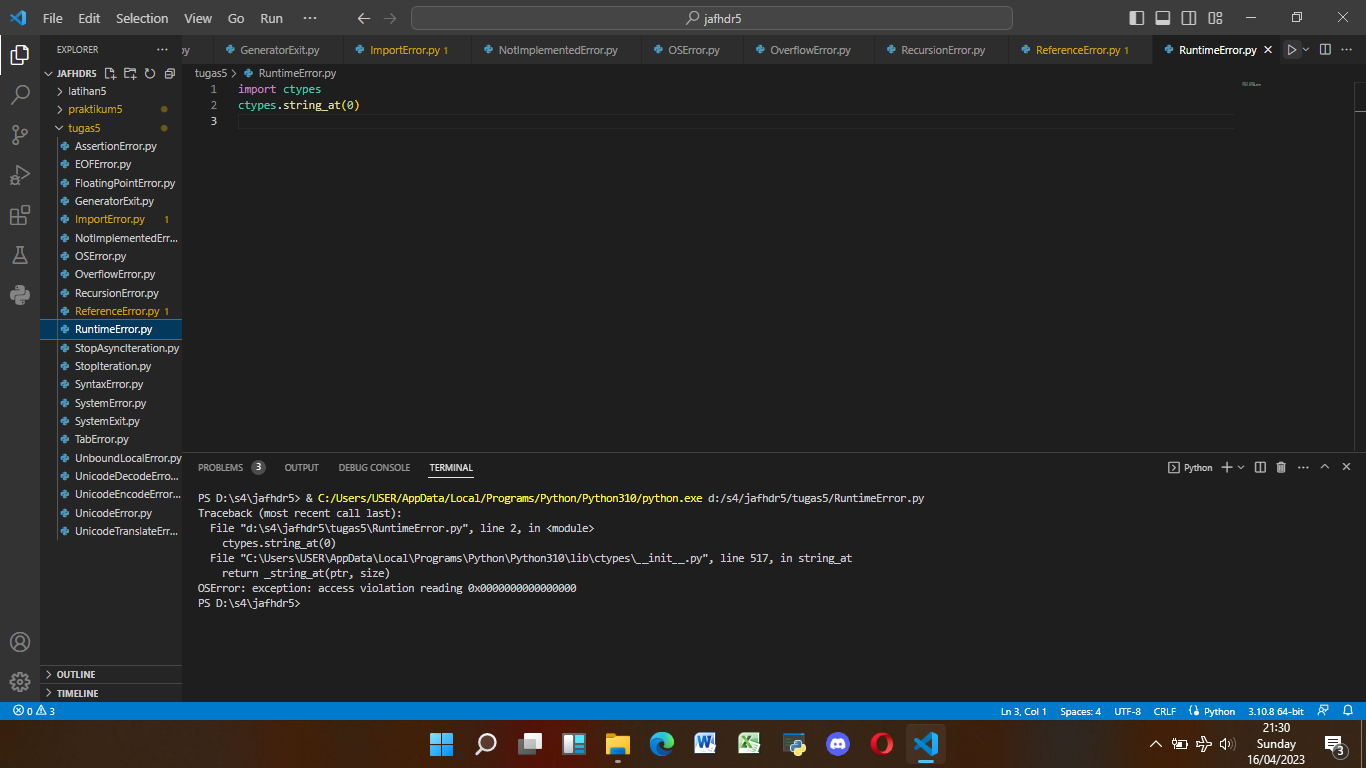 File Edit Selection View Go Run ··· jafhdr5
EXPLORER ···
.py GeneratorExit.py ImportError.py 1 NotImplementedError.py OSError.py OverflowError.py RecursionError.py ReferenceError.py 1 RuntimeError.py ···
JAFHDR5
latihan5
praktikum5
tugas5
AssertionError.py
EOFError.py
FloatingPointError.py
GeneratorExit.py
ImportError.py 1
NotImplementedErr...
OSError.py
OverflowError.py
RecursionError.py
ReferenceError.py 1
RuntimeError.py
StopAsyncIteration.py
StopIteration.py
SyntaxError.py
SystemError.py
SystemExit.py
TabError.py
UnboundLocalError.py
UnicodeDecodeErro...
UnicodeEncodeError...
UnicodeError.py
UnicodeTranslateErr...
OUTLINE
TIMELINE
tugas5 > RuntimeError.py
1 import ctypes
2 ctypes.string_at(0)
3
PROBLEMS 3 OUTPUT DEBUG CONSOLE TERMINAL Python ···
PS D:\s4\jafhdr5> & C:/Users/USER/AppData/Local/Programs/Python/Python310/python.exe d:/s4/jafhdr5/tugas5/RuntimeError.py
Traceback (most recent call last):
File "d:\s4\jafhdr5\tugas5\RuntimeError.py", line 2, in <module>
ctypes.string_at(0)
File "C:\Users\USER\AppData\Local\Programs\Python\Python310\lib\ctypes\__init__.py", line 517, in string_at
return _string_at(ptr, size)
OSError: exception: access violation reading 0x0000000000000000
PS D:\s4\jafhdr5>
0 3 Ln 3, Col 1 Spaces: 4 UTF-8 CRLF Python 3.10.8 64-bit
21:30
Sunday
16/04/2023
3